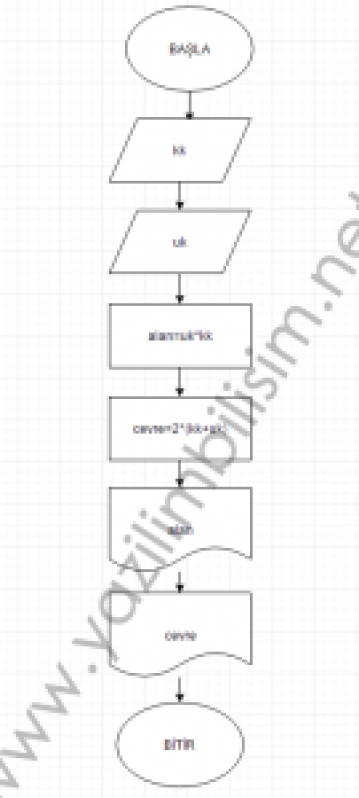 BAŞLA
kk
uk
alan=uk*kk
cevre=2*(kk+uk)
alan
cevre
BİTİR
www.yazilimbilisim.net